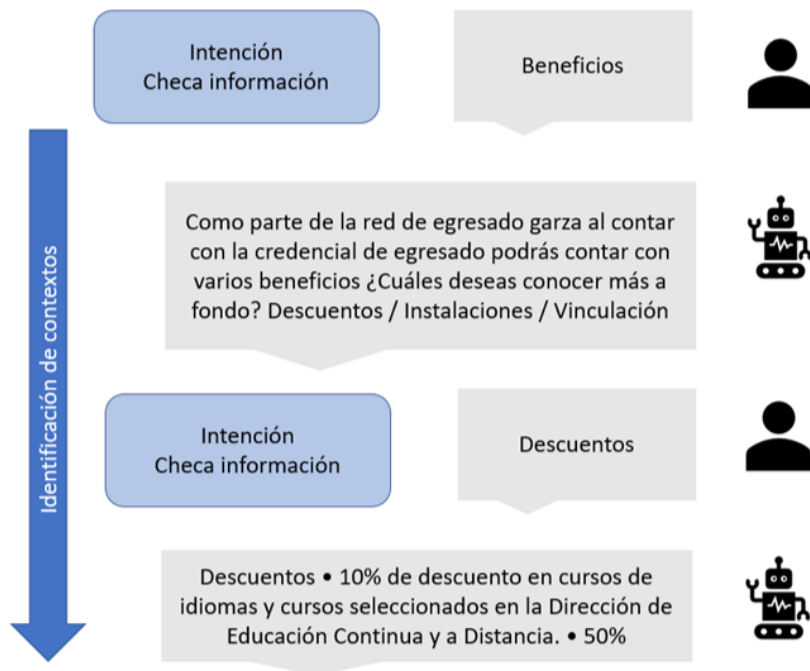 Intención
Checa información
Beneficios
Como parte de la red de egresado garza al contar
con la credencial de egresado podrás contar con
varios beneficios ¿Cuáles deseas conocer más a
fondo? Descuentos / Instalaciones / Vinculación
Identificación de contextos
Intención
Checa información
Descuentos
Descuentos • 10% de descuento en cursos de
idiomas y cursos seleccionados en la Dirección de
Educación Continua y a Distancia. • 50%